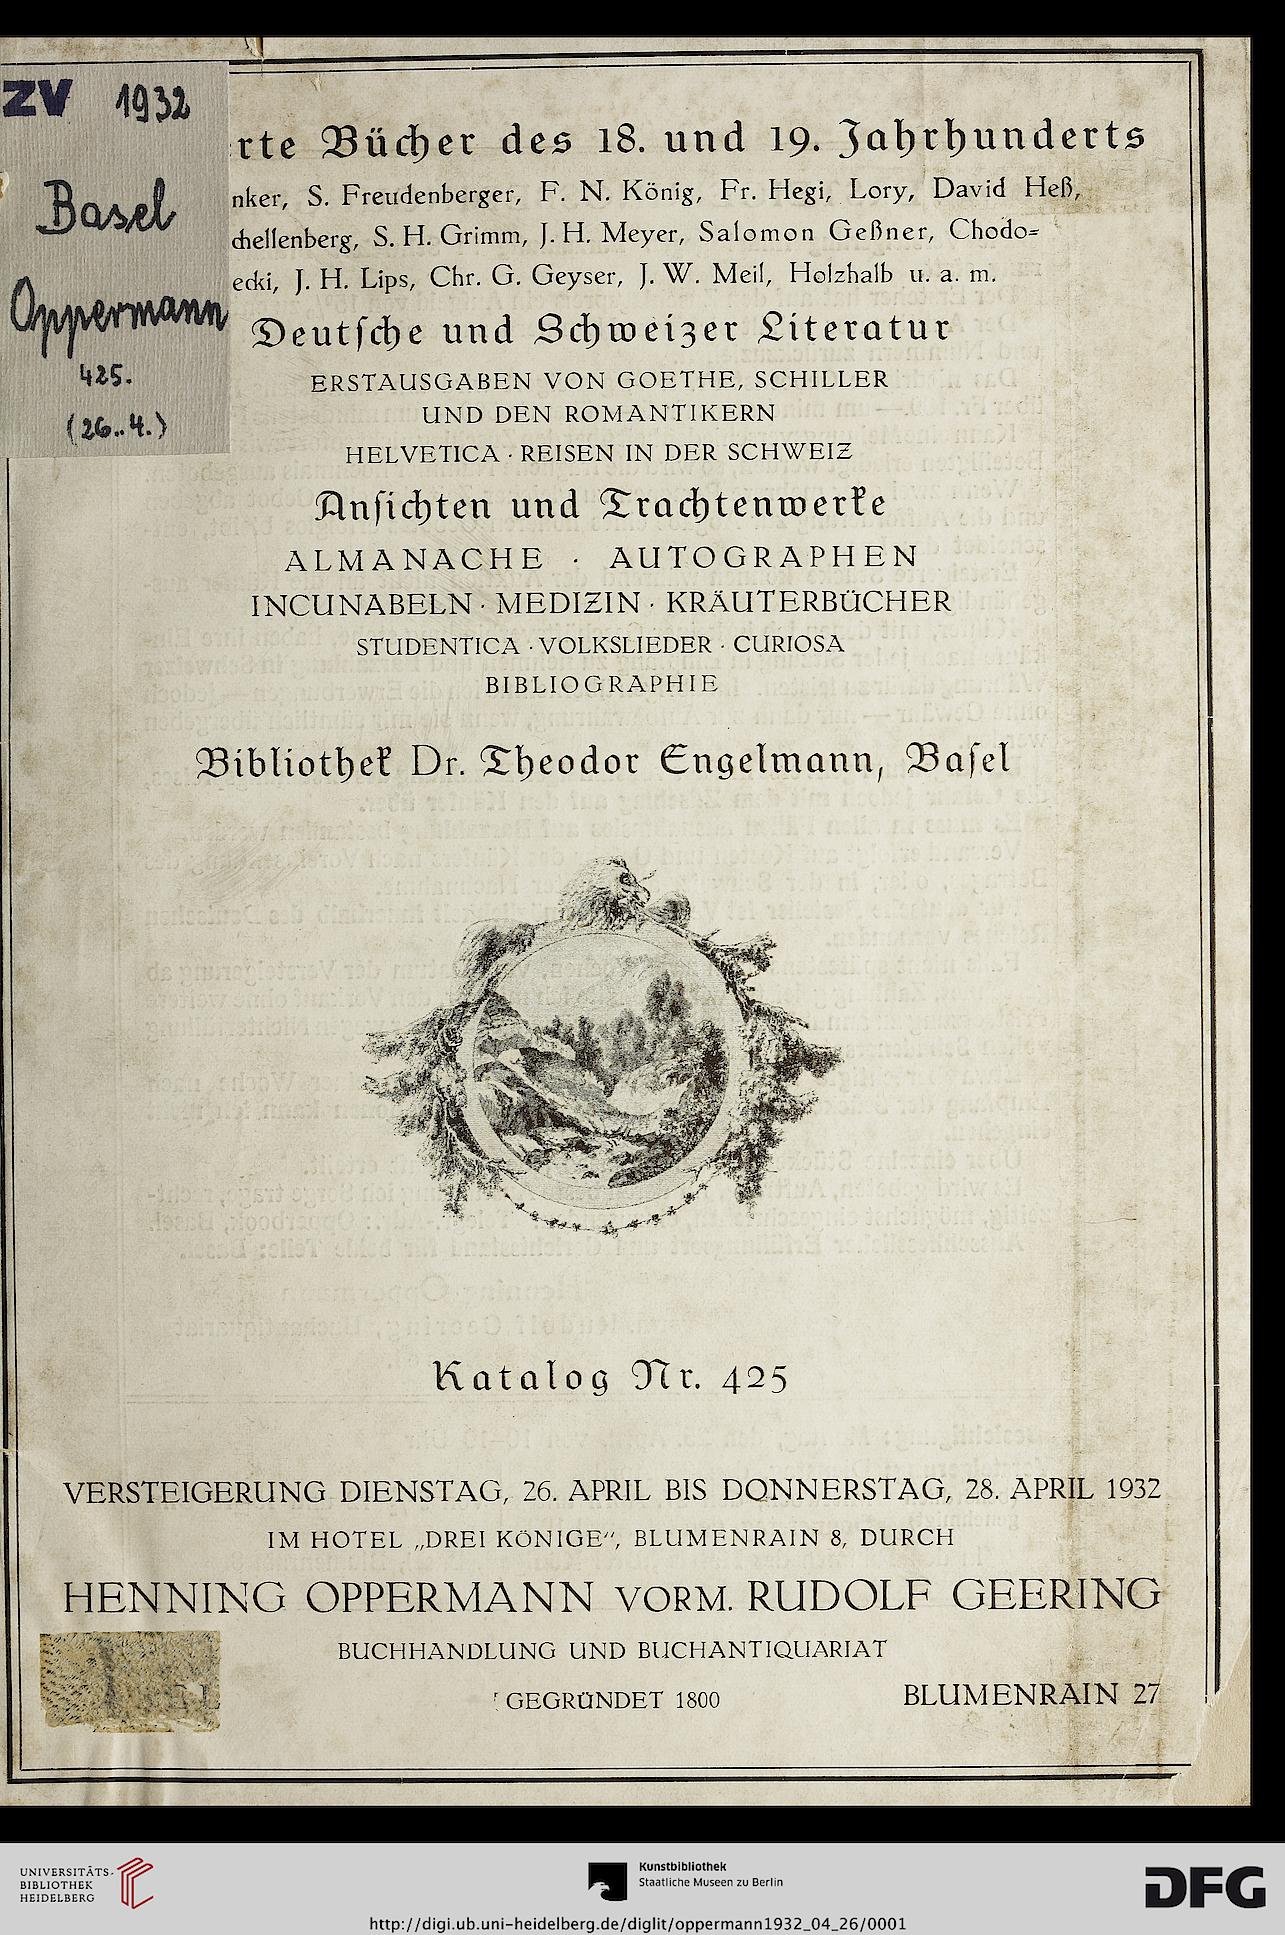 ZV 1932
Basel
Oppermann
425.
(26.4.)
rte Bücher des 18. und 19. Jahrhunderts
nker, S. Freudenberger, F. N. König, Fr. Hegi, Lory, David Heß,
chellenberg, S. H. Grimm, J. H. Meyer, Salomon Geßner, Chodo-
ecki, J. H. Lips, Chr. G. Geyser, J. W. Meil, Holzhalb u. a. m.
Deutsche und Schweizer Literatur
ERSTAUSGABEN VON GOETHE, SCHILLER
UND DEN ROMANTIKERN
HELVETICA · REISEN IN DER SCHWEIZ
Ansichten und Trachtenwerke
ALMANACHE · AUTOGRAPHEN
INCUNABELN · MEDIZIN · KRÄUTERBÜCHER
STUDENTICA · VOLKSLIEDER · CURIOSA
BIBLIOGRAPHIE
Bibliothek Dr. Theodor Engelmann, Basel
Katalog Nr. 425
VERSTEIGERUNG DIENSTAG, 26. APRIL BIS DONNERSTAG, 28. APRIL 1932
IM HOTEL „DREI KÖNIGE“, BLUMENRAIN 8, DURCH
HENNING OPPERMANN VORM. RUDOLF GEERING
BUCHHANDLUNG UND BUCHANTIQUARIAT
GEGRÜNDET 1800 BLUMENRAIN 27
UNIVERSITÄTS-
BIBLIOTHEK
HEIDELBERG
Kunstbibliothek
Staatliche Museen zu Berlin
DFG
http://digi.ub.uni-heidelberg.de/diglit/oppermann1932_04_26/0001